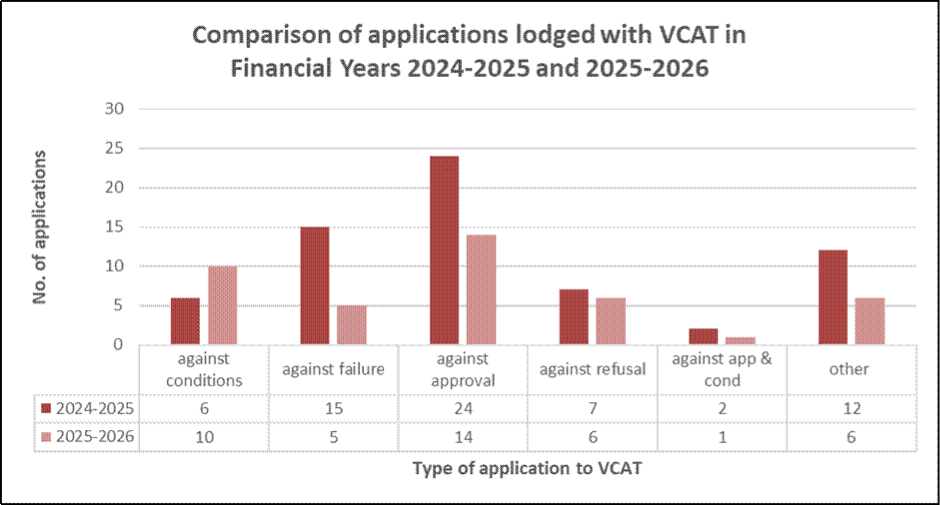 Comparison of applications lodged with VCAT in
Financial Years 2024-2025 and 2025-2026
30
25
20
15
10
5
0
No. of applications
against conditions against failure against approval against refusal against app & cond other
2024-2025 6 15 24 7 2 12
2025-2026 10 5 14 6 1 6
Type of application to VCAT